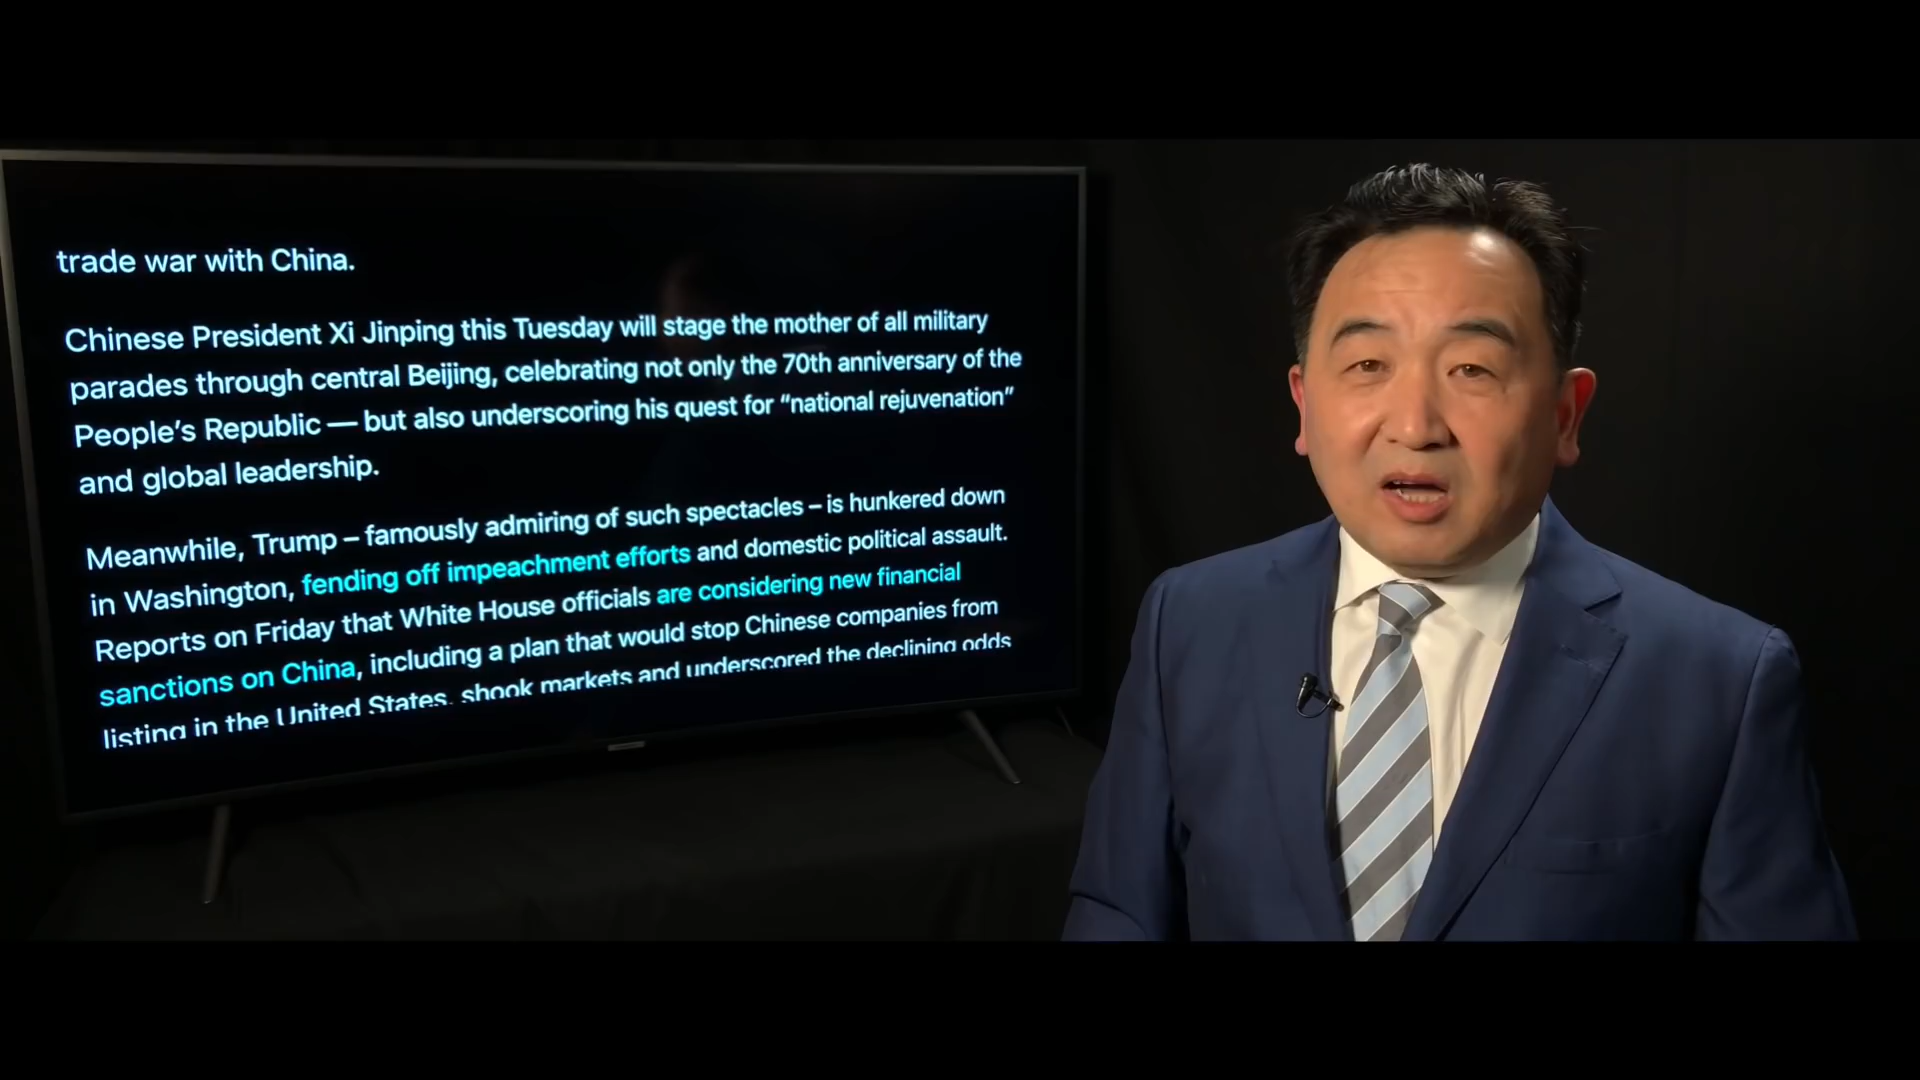 trade war with China.
Chinese President Xi Jinping this Tuesday will stage the mother of all military
parades through central Beijing, celebrating not only the 70th anniversary of the
People's Republic — but also underscoring his quest for “national rejuvenation”
and global leadership.
Meanwhile, Trump – famously admiring of such spectacles – is hunkered down
in Washington, fending off impeachment efforts and domestic political assault.
Reports on Friday that White House officials are considering new financial
sanctions on China, including a plan that would stop Chinese companies from
listing in the United States, shook markets and underscored the declining odds